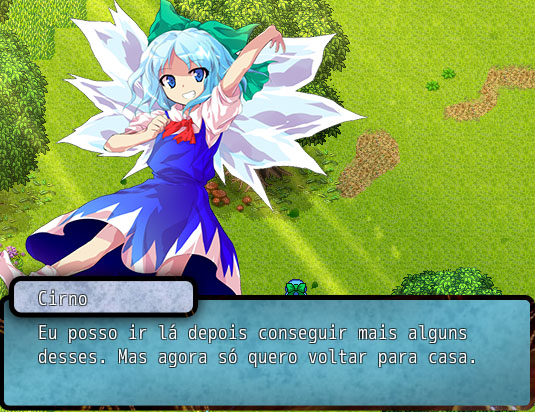 Cirno
Eu posso ir lá depois conseguir mais alguns
desses. Mas agora só quero voltar para casa.